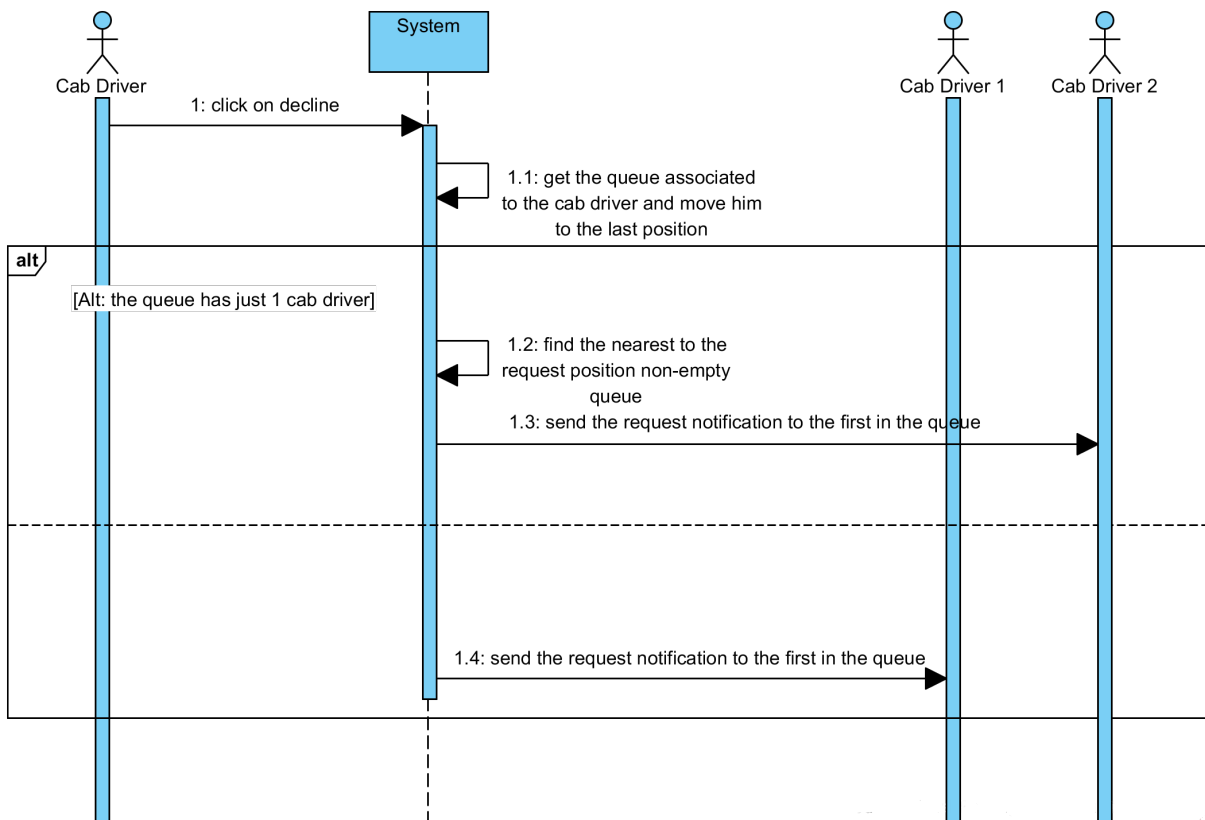 System
Cab Driver
Cab Driver 1
Cab Driver 2
1: click on decline
1.1: get the queue associated
to the cab driver and move him
to the last position
alt
[Alt: the queue has just 1 cab driver]
1.2: find the nearest to the
request position non-empty
queue
1.3: send the request notification to the first in the queue
1.4: send the request notification to the first in the queue